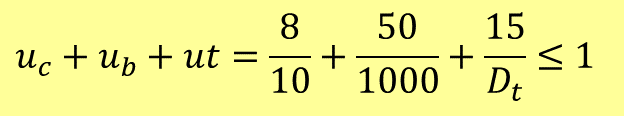 u_c + u_b + ut = 8/10 + 50/1000 + 15/D_t ≤ 1